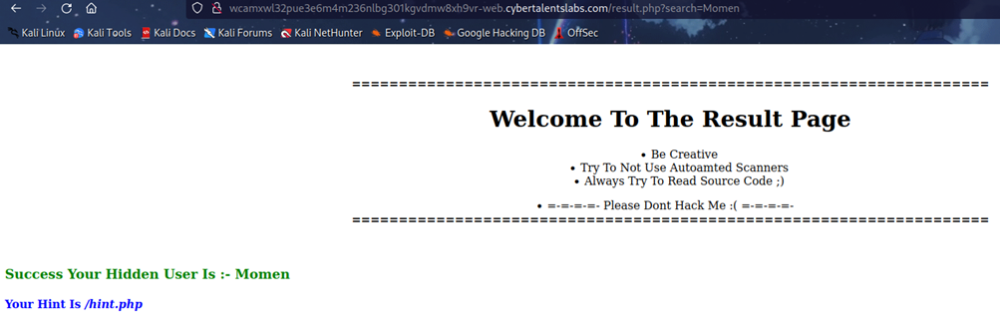 wcamxwl32pue3e6m4m236nlbg301kgvdmw8xh9vr-web.cybertalentslabs.com/result.php?search=Momen
Kali Linux Kali Tools Kali Docs Kali Forums Kali NetHunter Exploit-DB Google Hacking DB OffSec
=====================================================================
Welcome To The Result Page
• Be Creative
• Try To Not Use Autoamted Scanners
• Always Try To Read Source Code ;)
• =-=-=-=- Please Dont Hack Me :( =-=-=-=-
=====================================================================
Success Your Hidden User Is :- Momen
Your Hint Is /hint.php